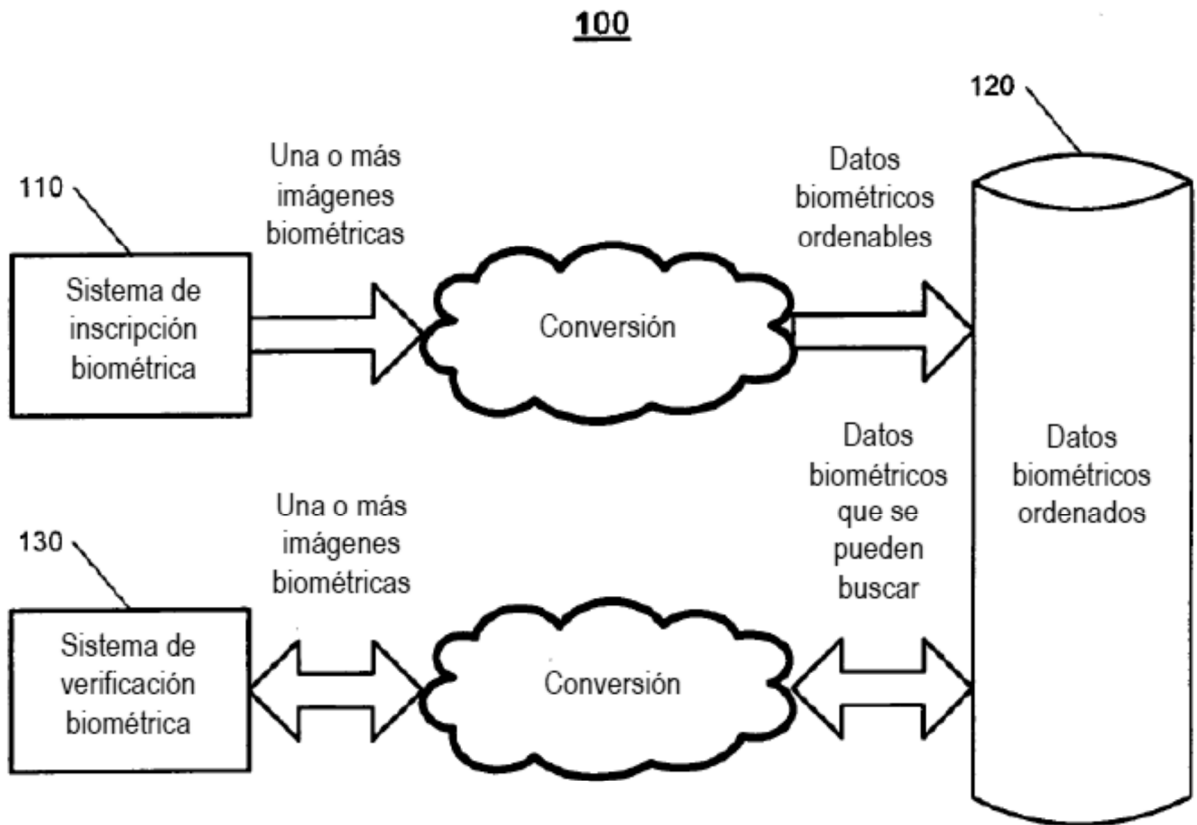 100
120
Una o más
imágenes
biométricas
Datos
biométricos
ordenables
110
Sistema de
inscripción
biométrica
Conversión
Datos
biométricos
ordenados
Datos
biométricos
que se
pueden
buscar
Una o más
imágenes
biométricas
130
Sistema de
verificación
biométrica
Conversión